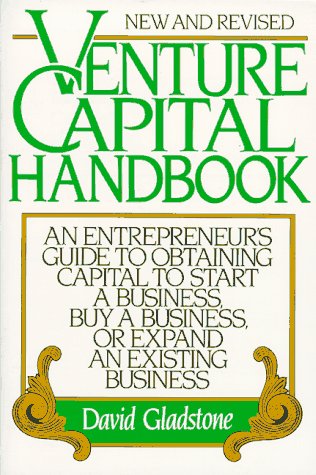 NEW AND REVISED
VENTURE
CAPITAL
HANDBOOK
AN ENTREPRENEUR'S
GUIDE TO OBTAINING
CAPITAL TO START
A BUSINESS,
BUY A BUSINESS,
OR EXPAND
AN EXISTING
BUSINESS
David Gladstone